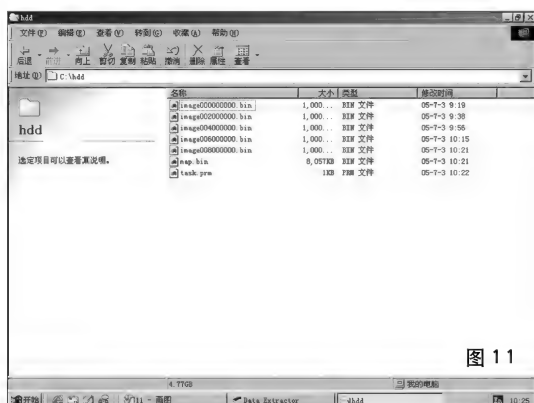 hdd
文件(F) 编辑(E) 查看(V) 转到(G) 收藏(A) 帮助(H)
后退 前进 向上 剪切 复制 粘贴 撤消 删除 属性 查看
地址(D) C:\hdd
hdd
选定项目可以查看其说明。
名称 大小 类型 修改时间
image000000000.bin 1,000... BIN 文件 05-7-3 9:19
image002000000.bin 1,000... BIN 文件 05-7-3 9:38
image004000000.bin 1,000... BIN 文件 05-7-3 9:56
image006000000.bin 1,000... BIN 文件 05-7-3 10:15
image008000000.bin 1,000... BIN 文件 05-7-3 10:21
map.bin 8,057KB BIN 文件 05-7-3 10:21
task.prm 1KB PRM 文件 05-7-3 10:22
图 11
4.77GB 我的电脑
开始 11 - 画图 Data Extractor hdd 10:25